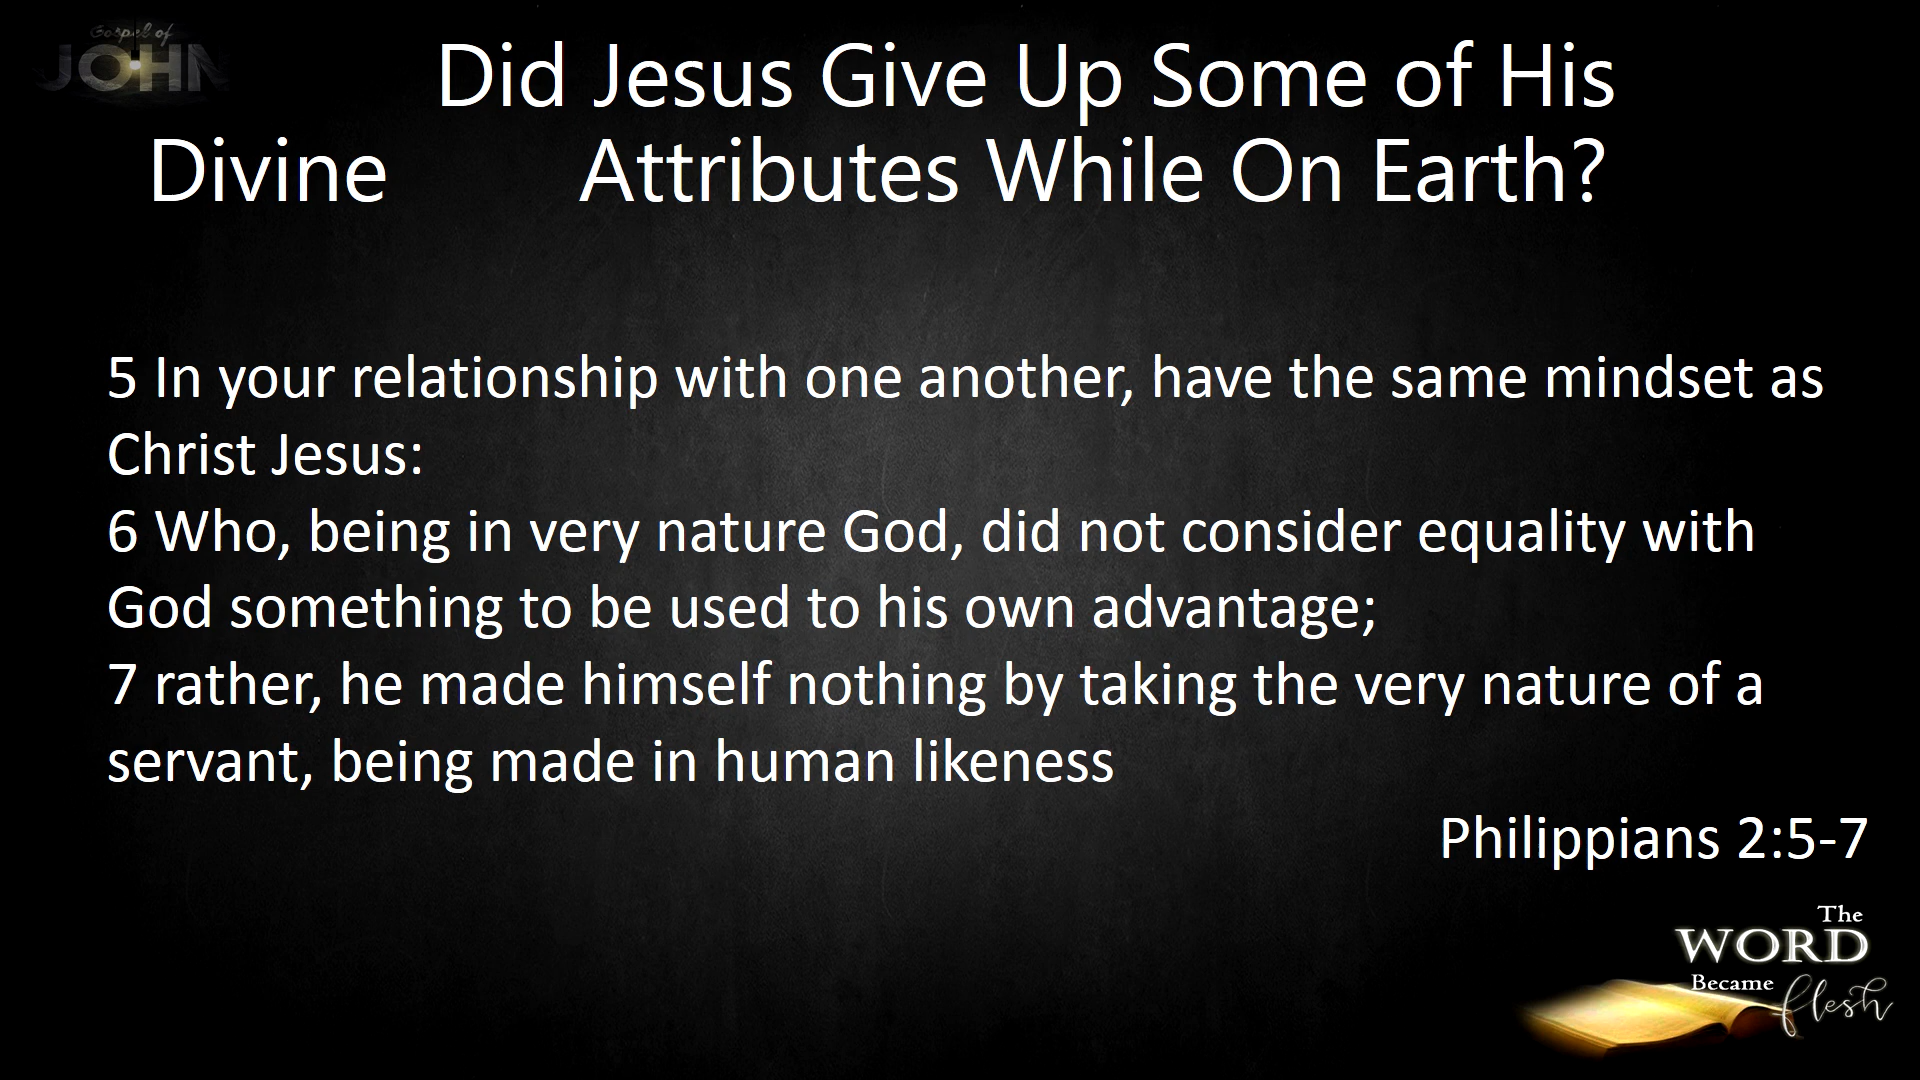 Gospel of
JOHN
Did Jesus Give Up Some of His
Divine Attributes While On Earth?
5 In your relationship with one another, have the same mindset as
Christ Jesus:
6 Who, being in very nature God, did not consider equality with
God something to be used to his own advantage;
7 rather, he made himself nothing by taking the very nature of a
servant, being made in human likeness
Philippians 2:5-7
The
WORD
Became
flesh